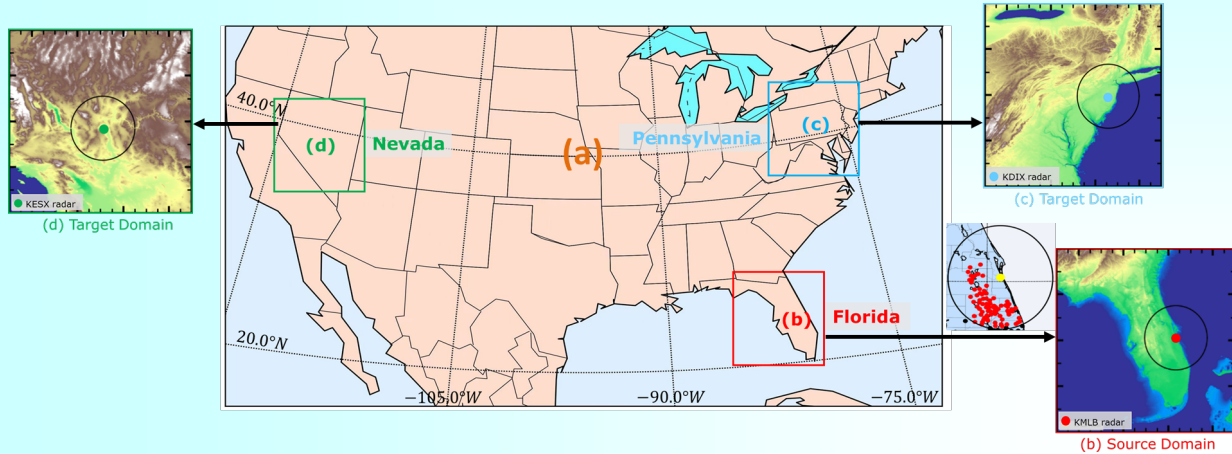 40.0°N
(d)
Nevada
(a)
Pennsylvania
(c)
KESX radar
(d) Target Domain
KDIX radar
(c) Target Domain
(b)
Florida
20.0°N
−105.0°W
−90.0°W
−75.0°W
KMLB radar
(b) Source Domain